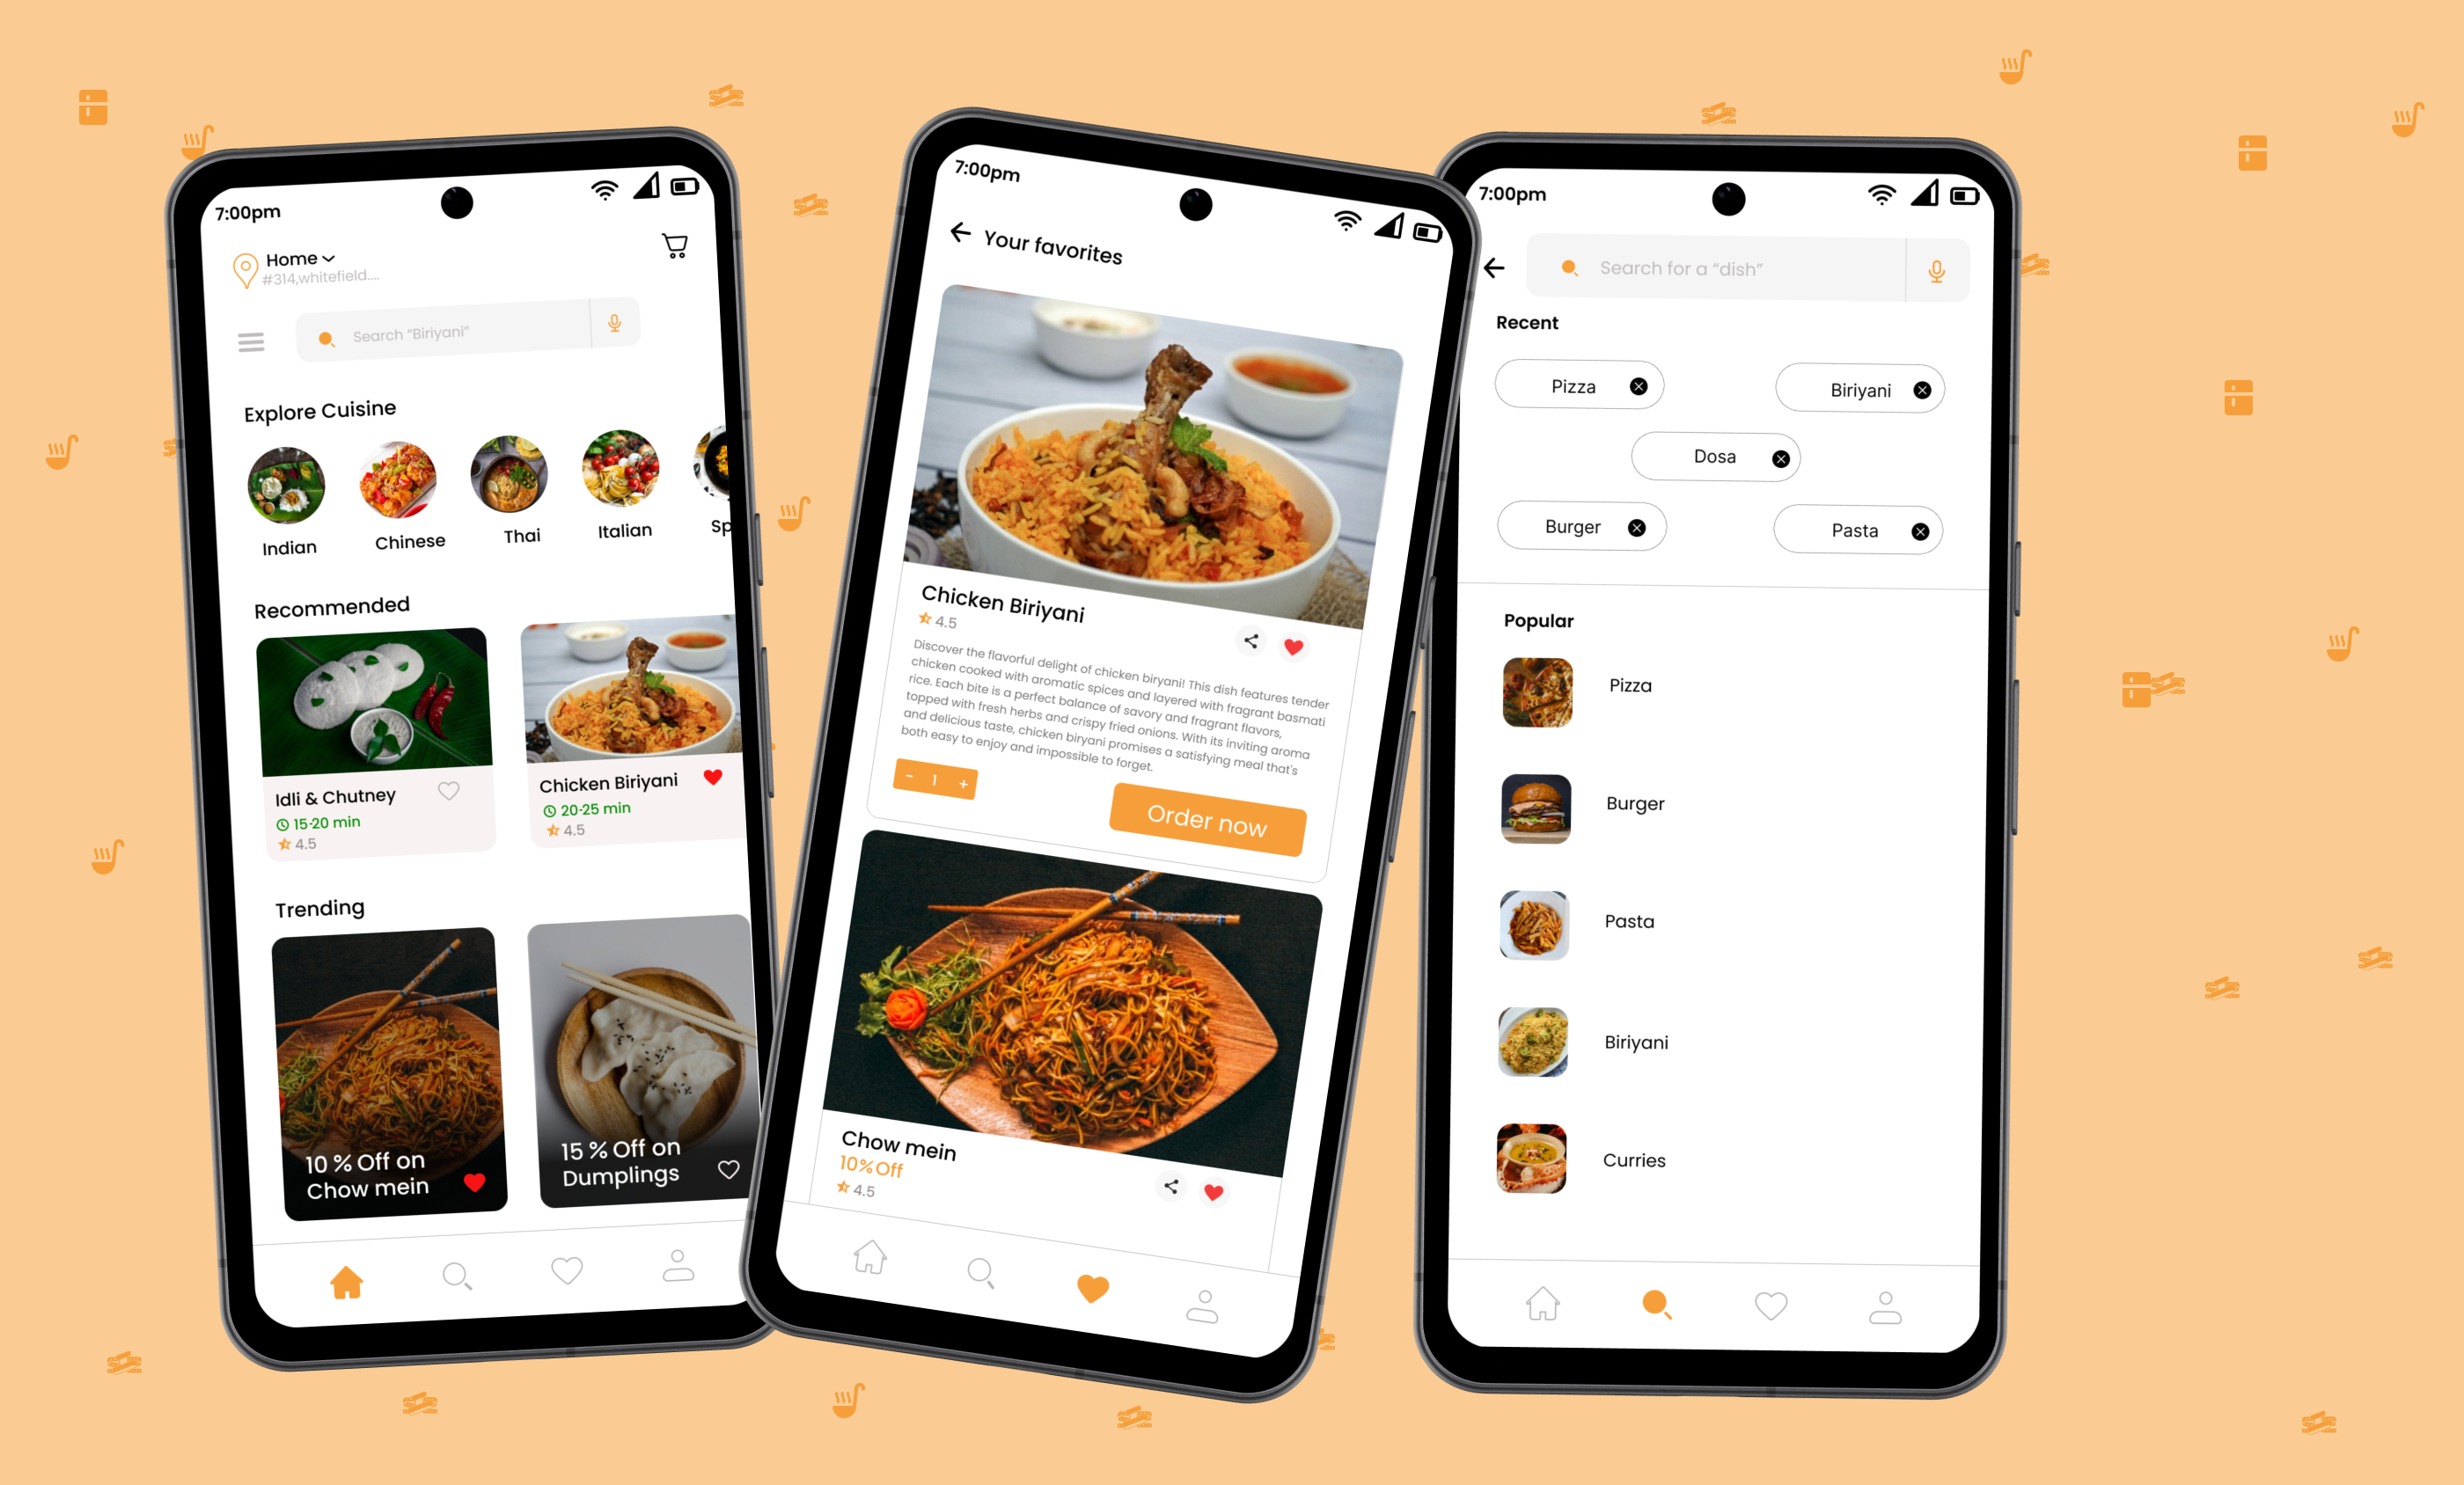 7:00pm
Home
#314,whitefield....
Search “Biriyani”
Explore Cuisine
Indian
Chinese
Thai
Italian
Sp
Recommended
Idli & Chutney
15-20 min
4.5
Chicken Biriyani
20-25 min
4.5
Trending
10 % Off on
Chow mein
15 % Off on
Dumplings
7:00pm
Your favorites
Chicken Biriyani
4.5
Discover the flavorful delight of chicken biryani! This dish features tender
chicken cooked with aromatic spices and layered with fragrant basmati
rice. Each bite is a perfect balance of savory and fragrant flavors,
topped with fresh herbs and crispy fried onions. With its inviting aroma
and delicious taste, chicken biryani promises a satisfying meal that's
both easy to enjoy and impossible to forget.
- 1 +
Order now
Chow mein
10% Off
4.5
7:00pm
Search for a “dish”
Recent
Pizza
Biriyani
Dosa
Burger
Pasta
Popular
Pizza
Burger
Pasta
Biriyani
Curries